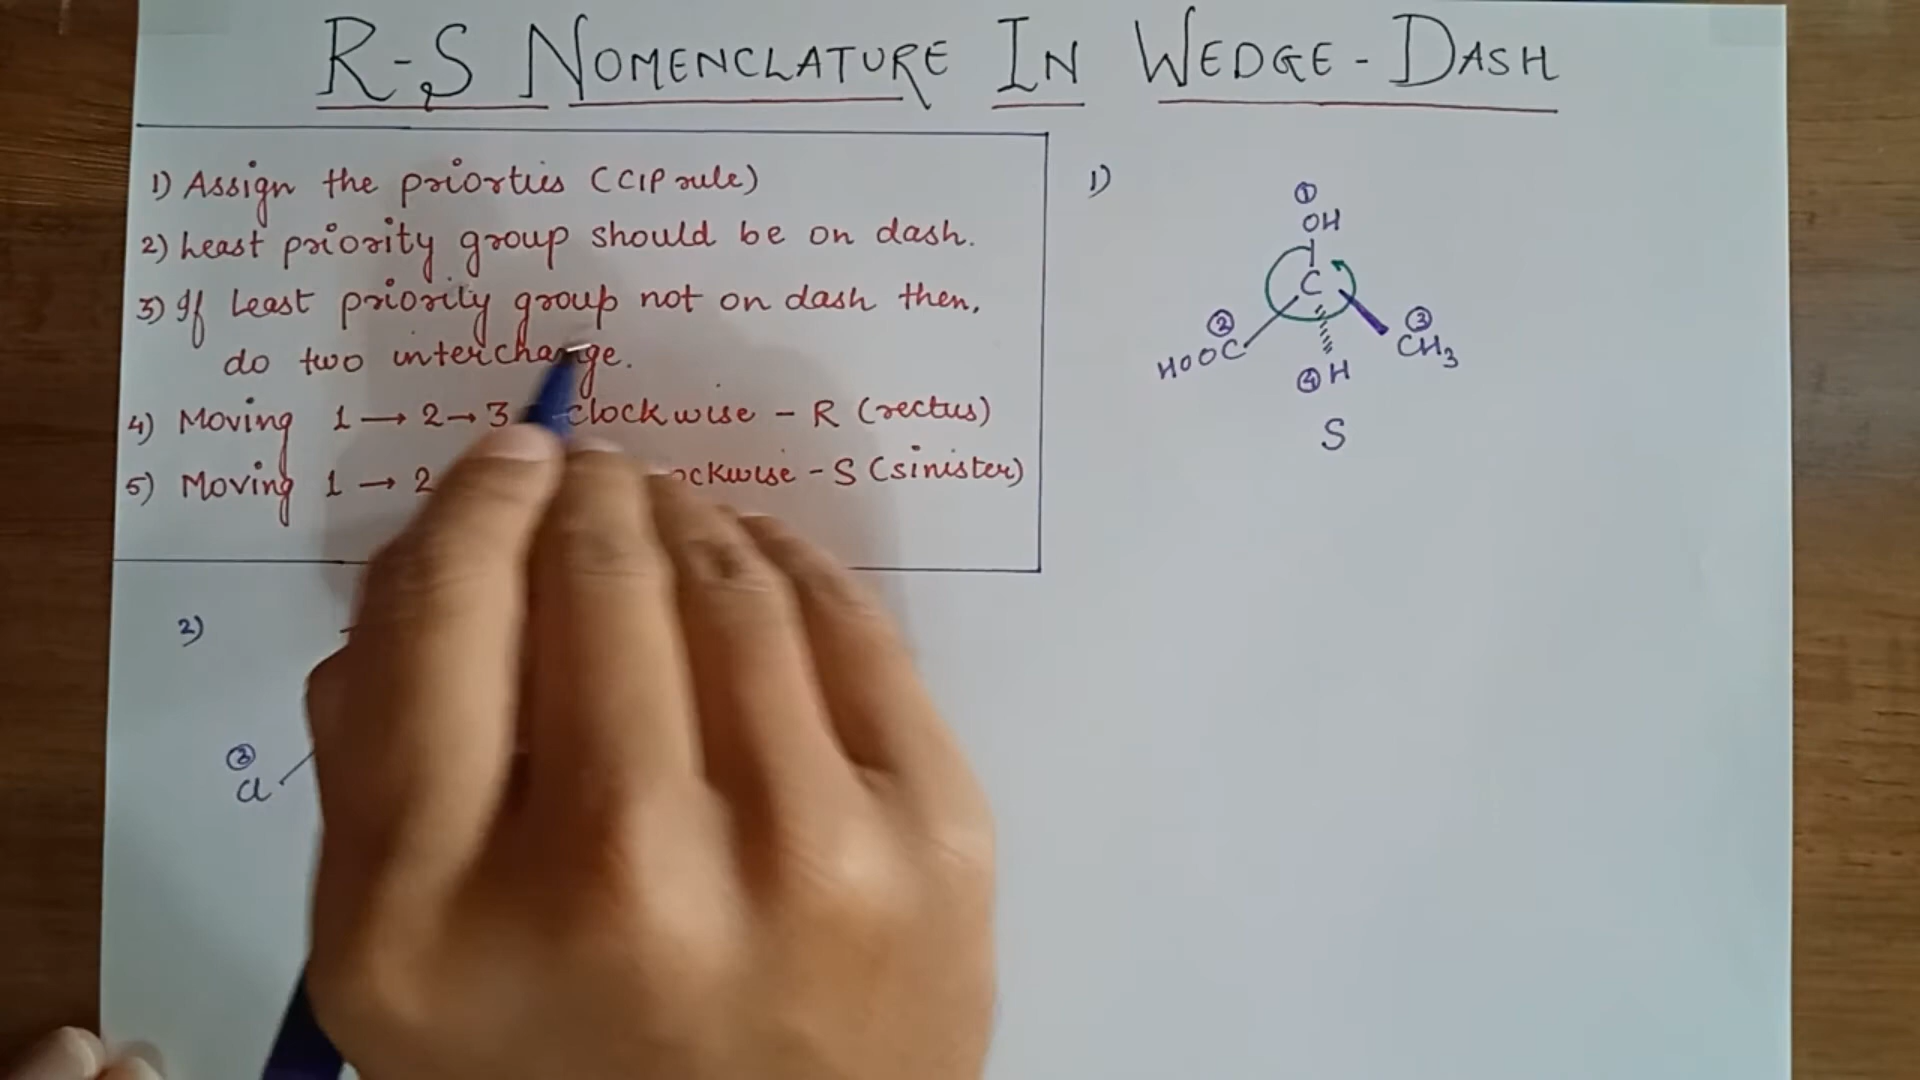 R-S NOMENCLATURE IN WEDGE-DASH
1) Assign the priorties (CIP rule)
2) Least priority group should be on dash.
3) If Least priority group not on dash then,
do two interchange.
4) Moving 1 → 2 → 3 clockwise - R (rectus)
5) Moving 1 → 2 ockwise - S (sinister)
1)
①
OH
C
②
HOOC
③
CH₃
④ H
S
2)
②
Cl